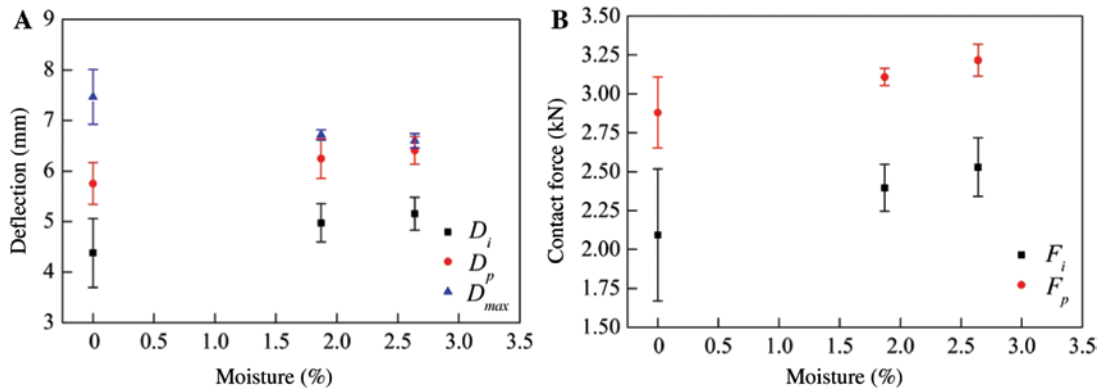 A
Deflection (mm)
9
8
7
6
5
4
3
D_i
D_p
D_max
0 0.5 1.0 1.5 2.0 2.5 3.0 3.5
Moisture (%)
B
Contact force (kN)
3.50
3.25
3.00
2.75
2.50
2.25
2.00
1.75
1.50
F_i
F_p
0 0.5 1.0 1.5 2.0 2.5 3.0 3.5
Moisture (%)